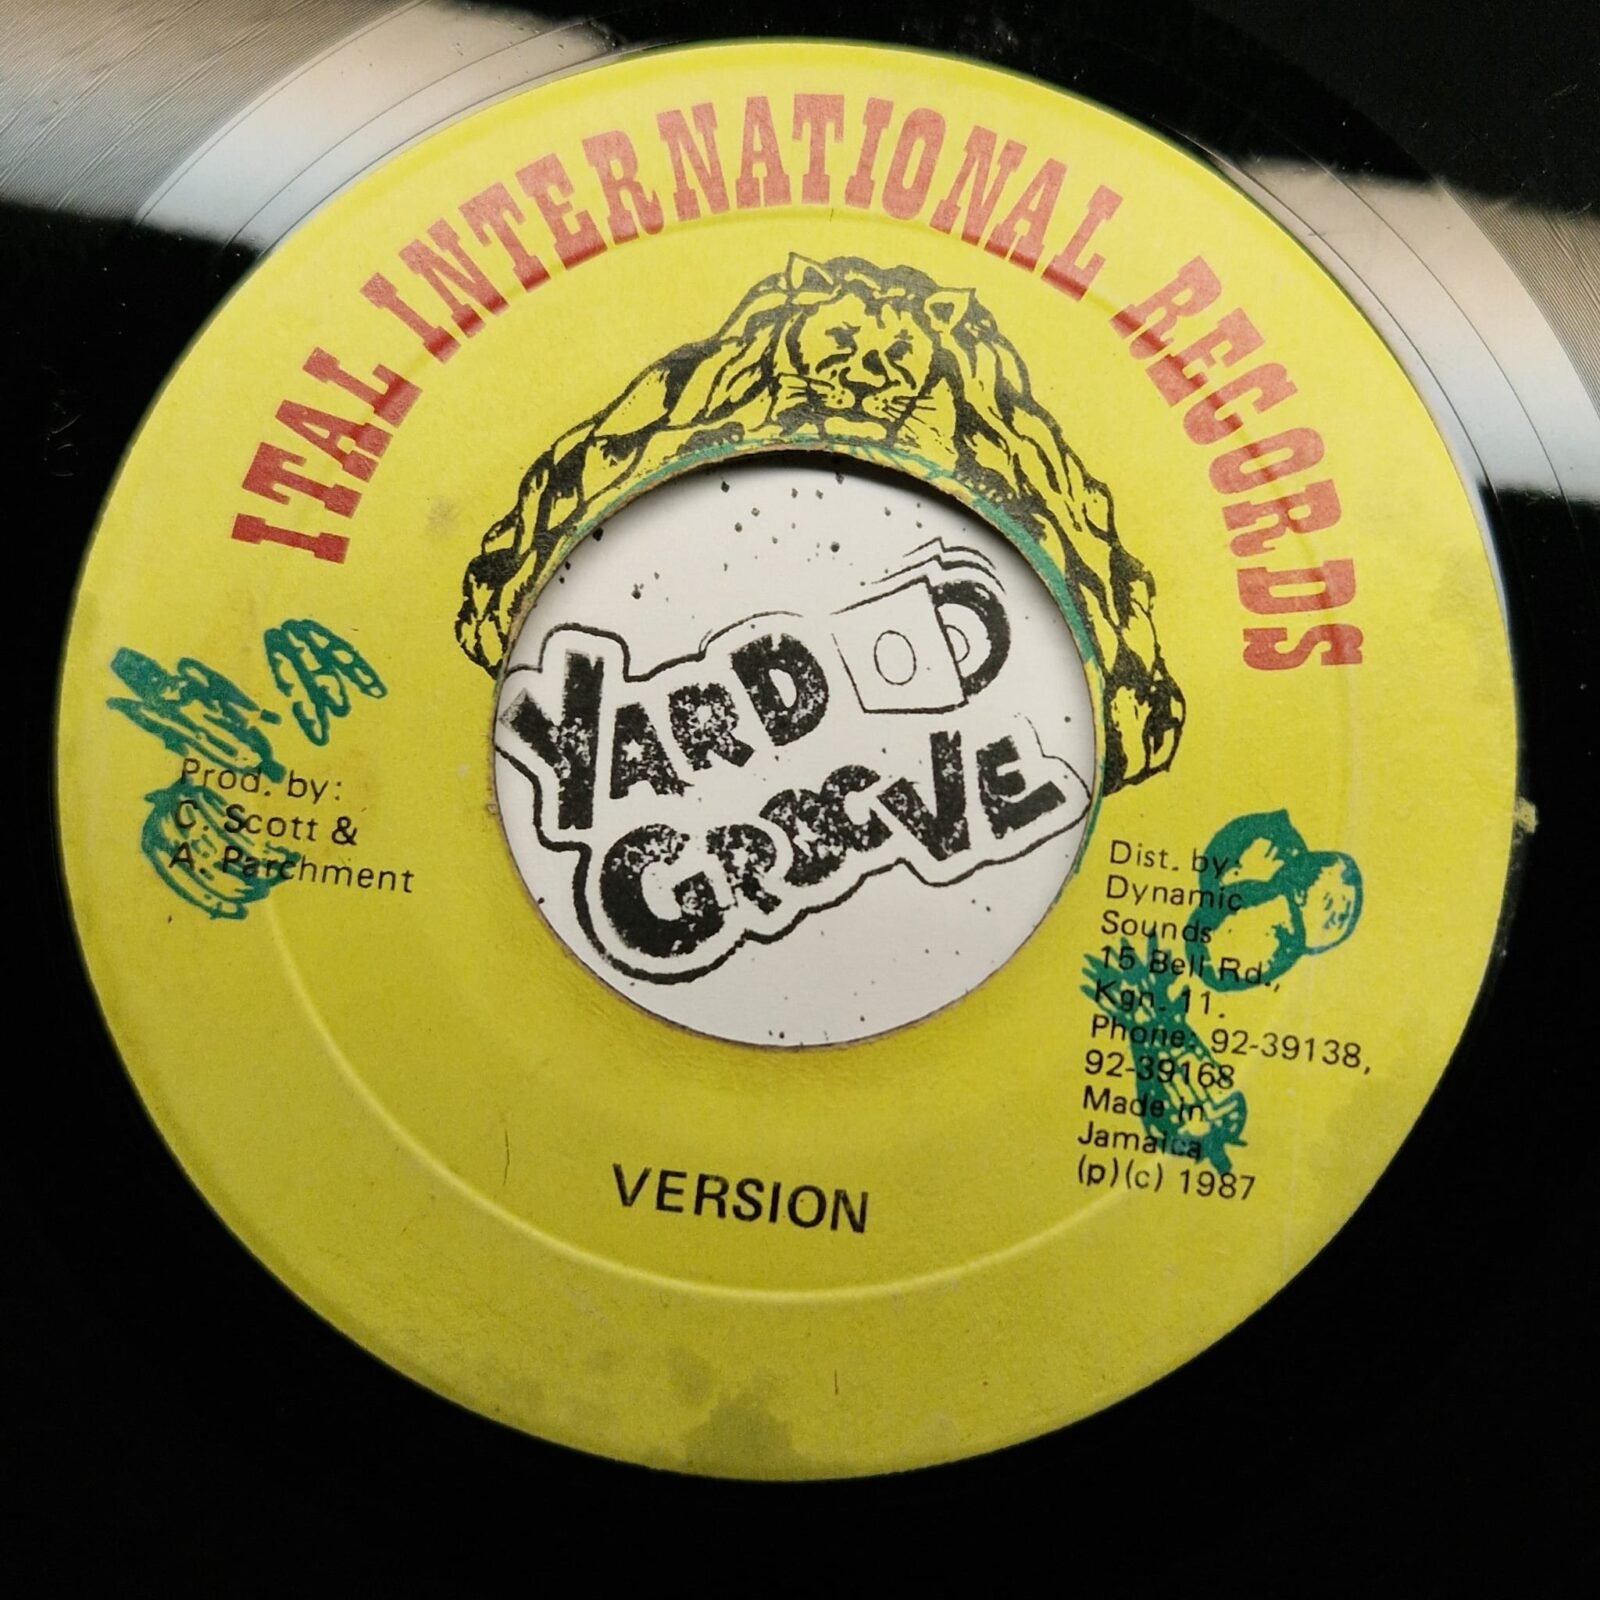 ITAL INTERNATIONAL RECORDS
YARD
GROOVE
Prod. by:
C. Scott &
A. Parchment
Dist. by:
Dynamic
Sounds
15 Bell Rd.,
Kgn. 11.
Phone: 92-39138,
92-39168
Made in
Jamaica
(p)(c) 1987
VERSION